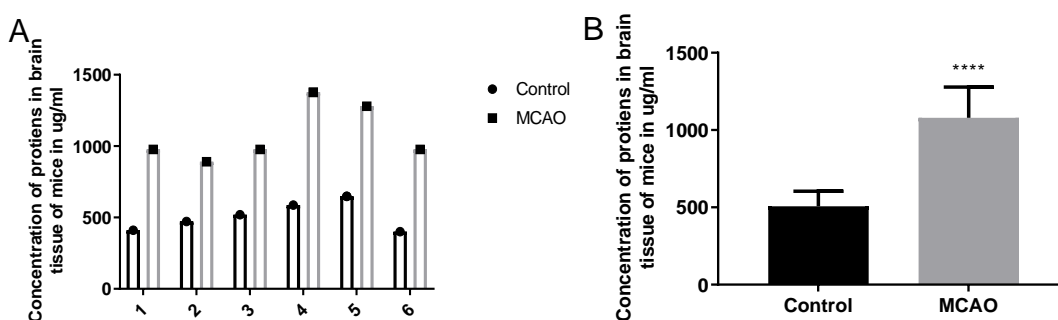 A
Concentration of protiens in brain
tissue of mice in ug/ml
1500
1000
500
0
1
2
3
4
5
6
Control
MCAO
B
Concentration of protiens in brain
tissue of mice in ug/ml
1500
1000
500
0
****
Control
MCAO